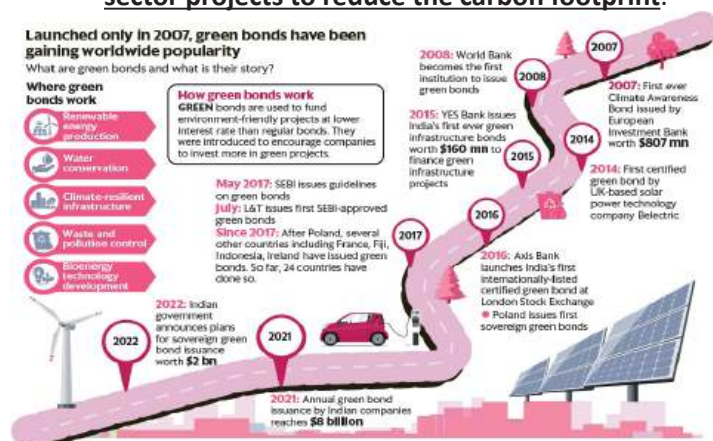 sector projects to reduce the carbon footprint.
Launched only in 2007, green bonds have been
gaining worldwide popularity
What are green bonds and what is their story?
Where green
bonds work
Renewable
energy
production
Water
conservation
Climate-resilient
infrastructure
Waste and
pollution control
Bioenergy
technology
development
How green bonds work
GREEN bonds are used to fund
environment-friendly projects at lower
interest rate than regular bonds. They
were introduced to encourage companies
to invest more in green projects.
2007
2007: First ever
Climate Awareness
Bond issued by
European
Investment Bank
worth $807 mn
2008: World Bank
becomes the first
institution to issue
green bonds
2008
2014
2014: First certified
green bond by
UK-based solar
power technology
company Belectric
2015: YES Bank issues
India's first ever green
infrastructure bonds
worth $160 mn to
finance green
infrastructure
projects
2015
2016
2016: Axis Bank
launches India's first
internationally-listed
certified green bond at
London Stock Exchange
Poland issues first
sovereign green bonds
May 2017: SEBI issues guidelines
on green bonds
July: L&T issues first SEBI-approved
green bond
Since 2017: After Poland, several
other countries including France, Fiji,
Indonesia, Ireland have issued green
bonds. So far, 24 countries have
done so.
2017
2021
2021: Annual green bond
issuance by Indian companies
reaches $8 billion
2022: Indian
government
announces plans
for sovereign green
bond issuance
worth $2 bn
2022